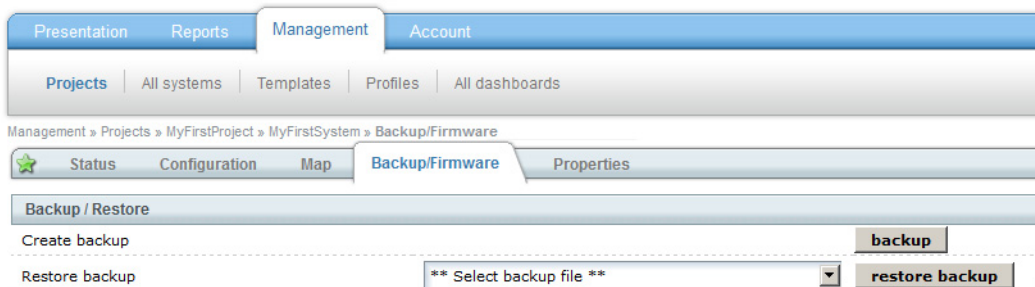 Presentation Reports Management Account
Projects All systems Templates Profiles All dashboards
Management » Projects » MyFirstProject » MyFirstSystem » Backup/Firmware
Status Configuration Map Backup/Firmware Properties
Backup / Restore
Create backup backup
Restore backup ** Select backup file ** restore backup